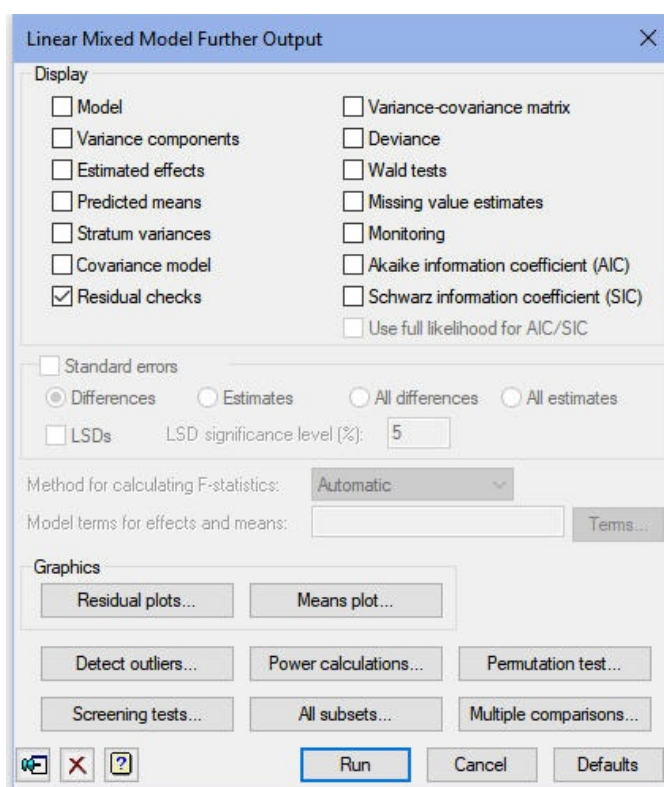 Linear Mixed Model Further Output
Display
Model
Variance components
Estimated effects
Predicted means
Stratum variances
Covariance model
Residual checks
Variance-covariance matrix
Deviance
Wald tests
Missing value estimates
Monitoring
Akaike information coefficient (AIC)
Schwarz information coefficient (SIC)
Use full likelihood for AIC/SIC
Standard errors
Differences Estimates All differences All estimates
LSDs LSD significance level (%): 5
Method for calculating F-statistics: Automatic
Model terms for effects and means: Terms...
Graphics
Residual plots... Means plot...
Detect outliers... Power calculations... Permutation test...
Screening tests... All subsets... Multiple comparisons...
? Run Cancel Defaults